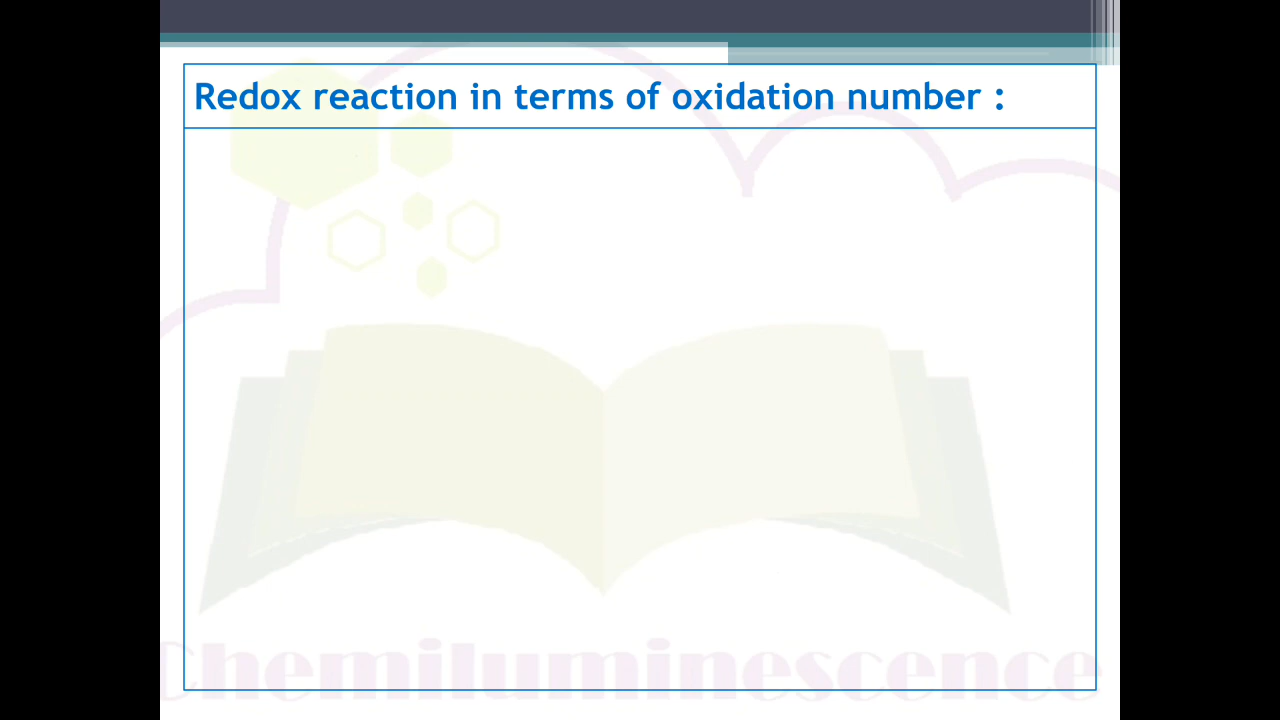 Redox reaction in terms of oxidation number :
Chemiluminescence